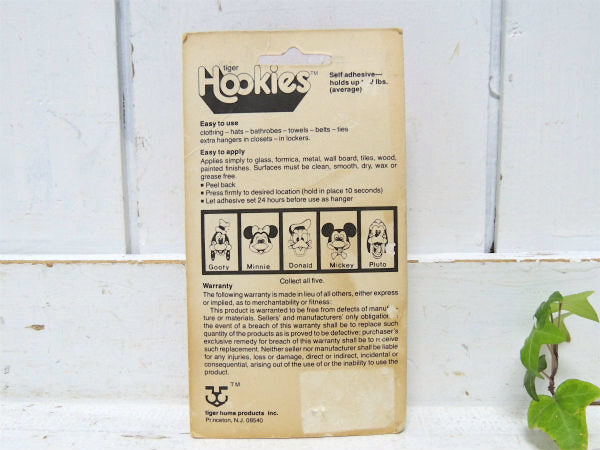 tiger
Hookies™
Self adhesive—
holds up 2 lbs.
(average)
Easy to use
clothing – hats – bathrobes – towels – belts – ties
extra hangers in closets – in lockers.
Easy to apply
Applies simply to glass, formica, metal, wall board, tiles, wood,
painted finishes. Surfaces must be clean, smooth, dry, wax or
grease free.
• Peel back
• Press firmly to desired location (hold in place 10 seconds)
• Let adhesive set 24 hours before use as hanger
Goofy Minnie Donald Mickey Pluto
Collect all five.
Warranty
The following warranty is made in lieu of all others, either express
or implied, as to merchantability or fitness:
This product is warranted to be free from defects of manufac-
ture or materials. Sellers' and manufacturers' only obligation in
the event of a breach of this warranty shall be to replace such
quantity of the products as is proved to be defective; purchaser's
exclusive remedy for breach of this warranty shall be to receive
such replacement. Neither seller nor manufacturer shall be liable
for any injuries, loss or damage, direct or indirect, incidental or
consequential, arising out of the use of or the inability to use the
product.
TM
tiger home products inc.
Princeton, N.J. 08540